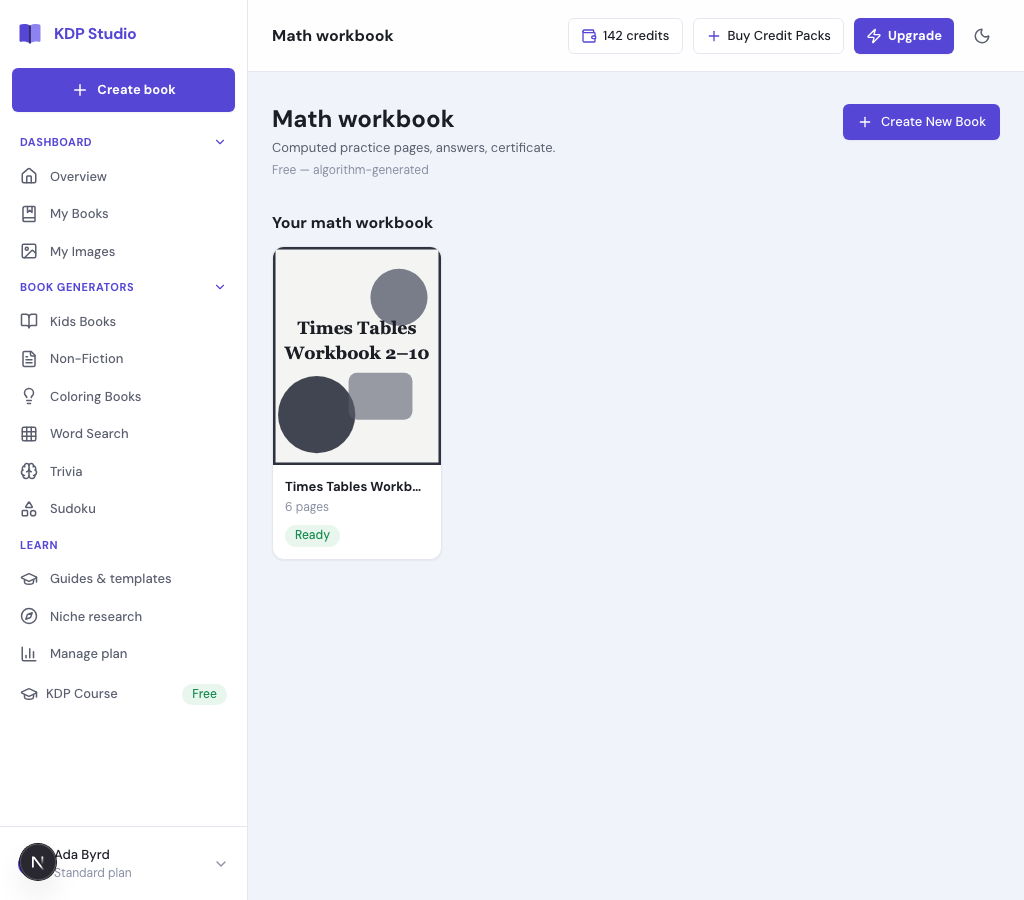 KDP Studio
Create book
DASHBOARD
Overview
My Books
My Images
BOOK GENERATORS
Kids Books
Non-Fiction
Coloring Books
Word Search
Trivia
Sudoku
LEARN
Guides & templates
Niche research
Manage plan
KDP Course Free
N
Ada Byrd
Standard plan
Math workbook
142 credits
Buy Credit Packs
Upgrade
Math workbook
Create New Book
Computed practice pages, answers, certificate.
Free — algorithm-generated
Your math workbook
Times Tables
Workbook 2–10
Times Tables Workb...
6 pages
Ready